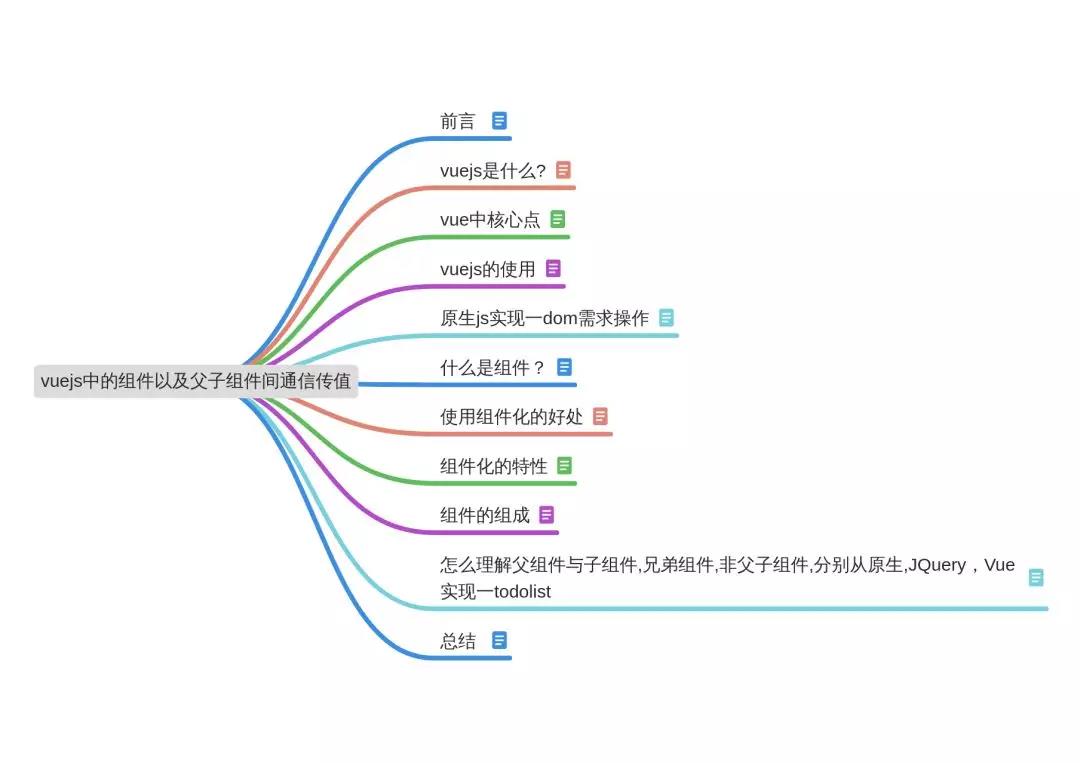 前言
vuejs是什么?
vue中核心点
vuejs的使用
原生js实现一dom需求操作
vuejs中的组件以及父子组件间通信传值
什么是组件？
使用组件化的好处
组件化的特性
组件的组成
怎么理解父组件与子组件,兄弟组件,非父子组件,分别从原生,JQuery，Vue
实现一todolist
总结